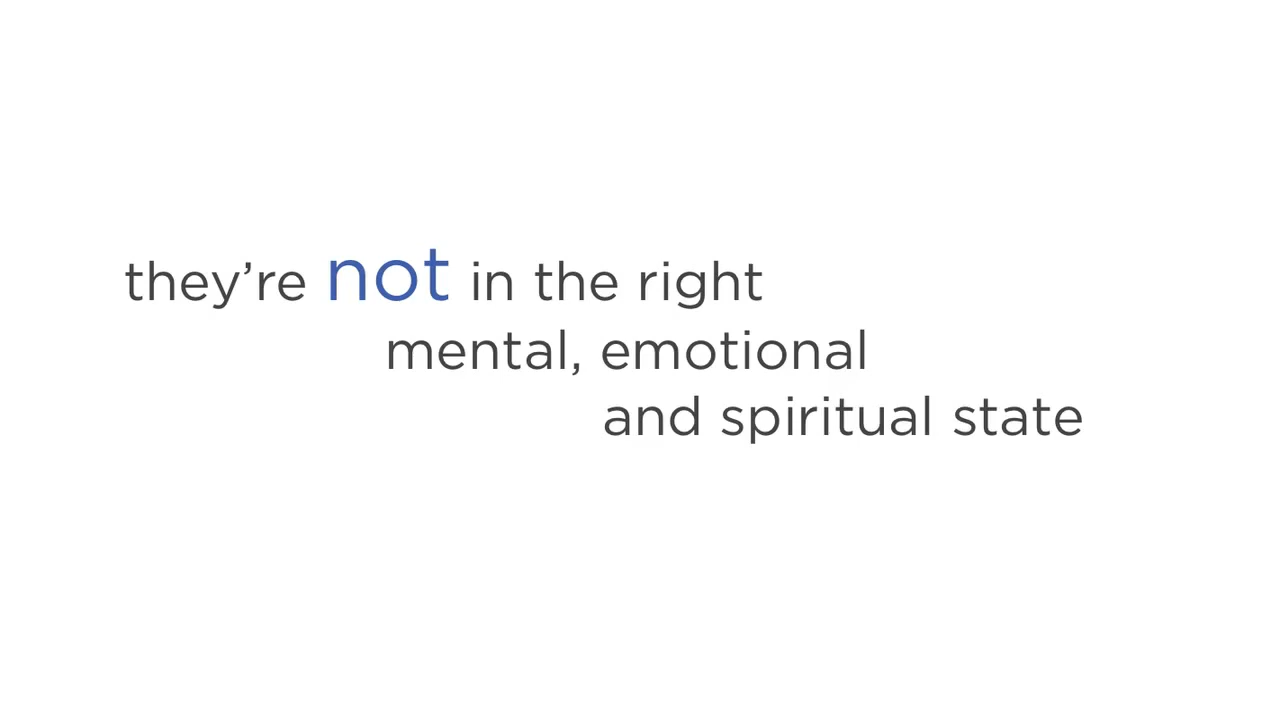 they’re not in the right
mental, emotional
and spiritual state